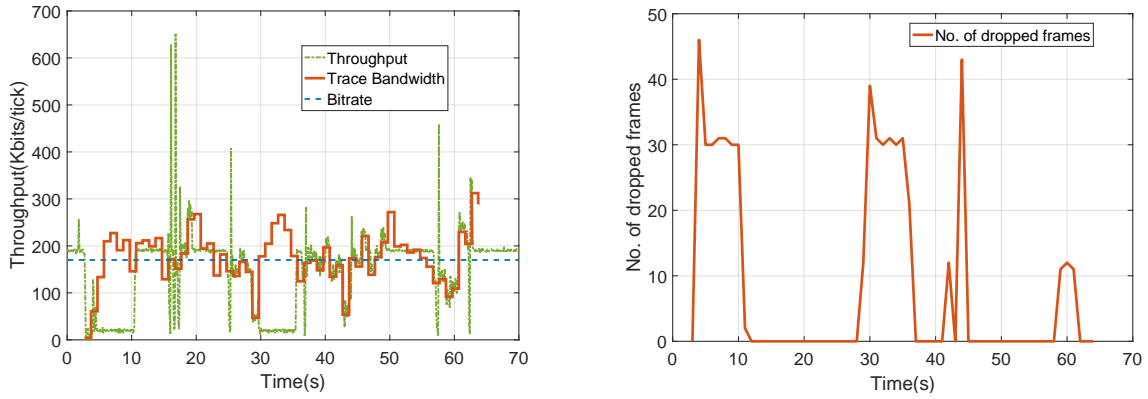 700
600
500
400
300
200
100
0
Throughput(Kbits/tick)
0 10 20 30 40 50 60 70
Time(s)
Throughput
Trace Bandwidth
Bitrate
50
40
30
20
10
0
No. of dropped frames
0 10 20 30 40 50 60 70
Time(s)
No. of dropped frames